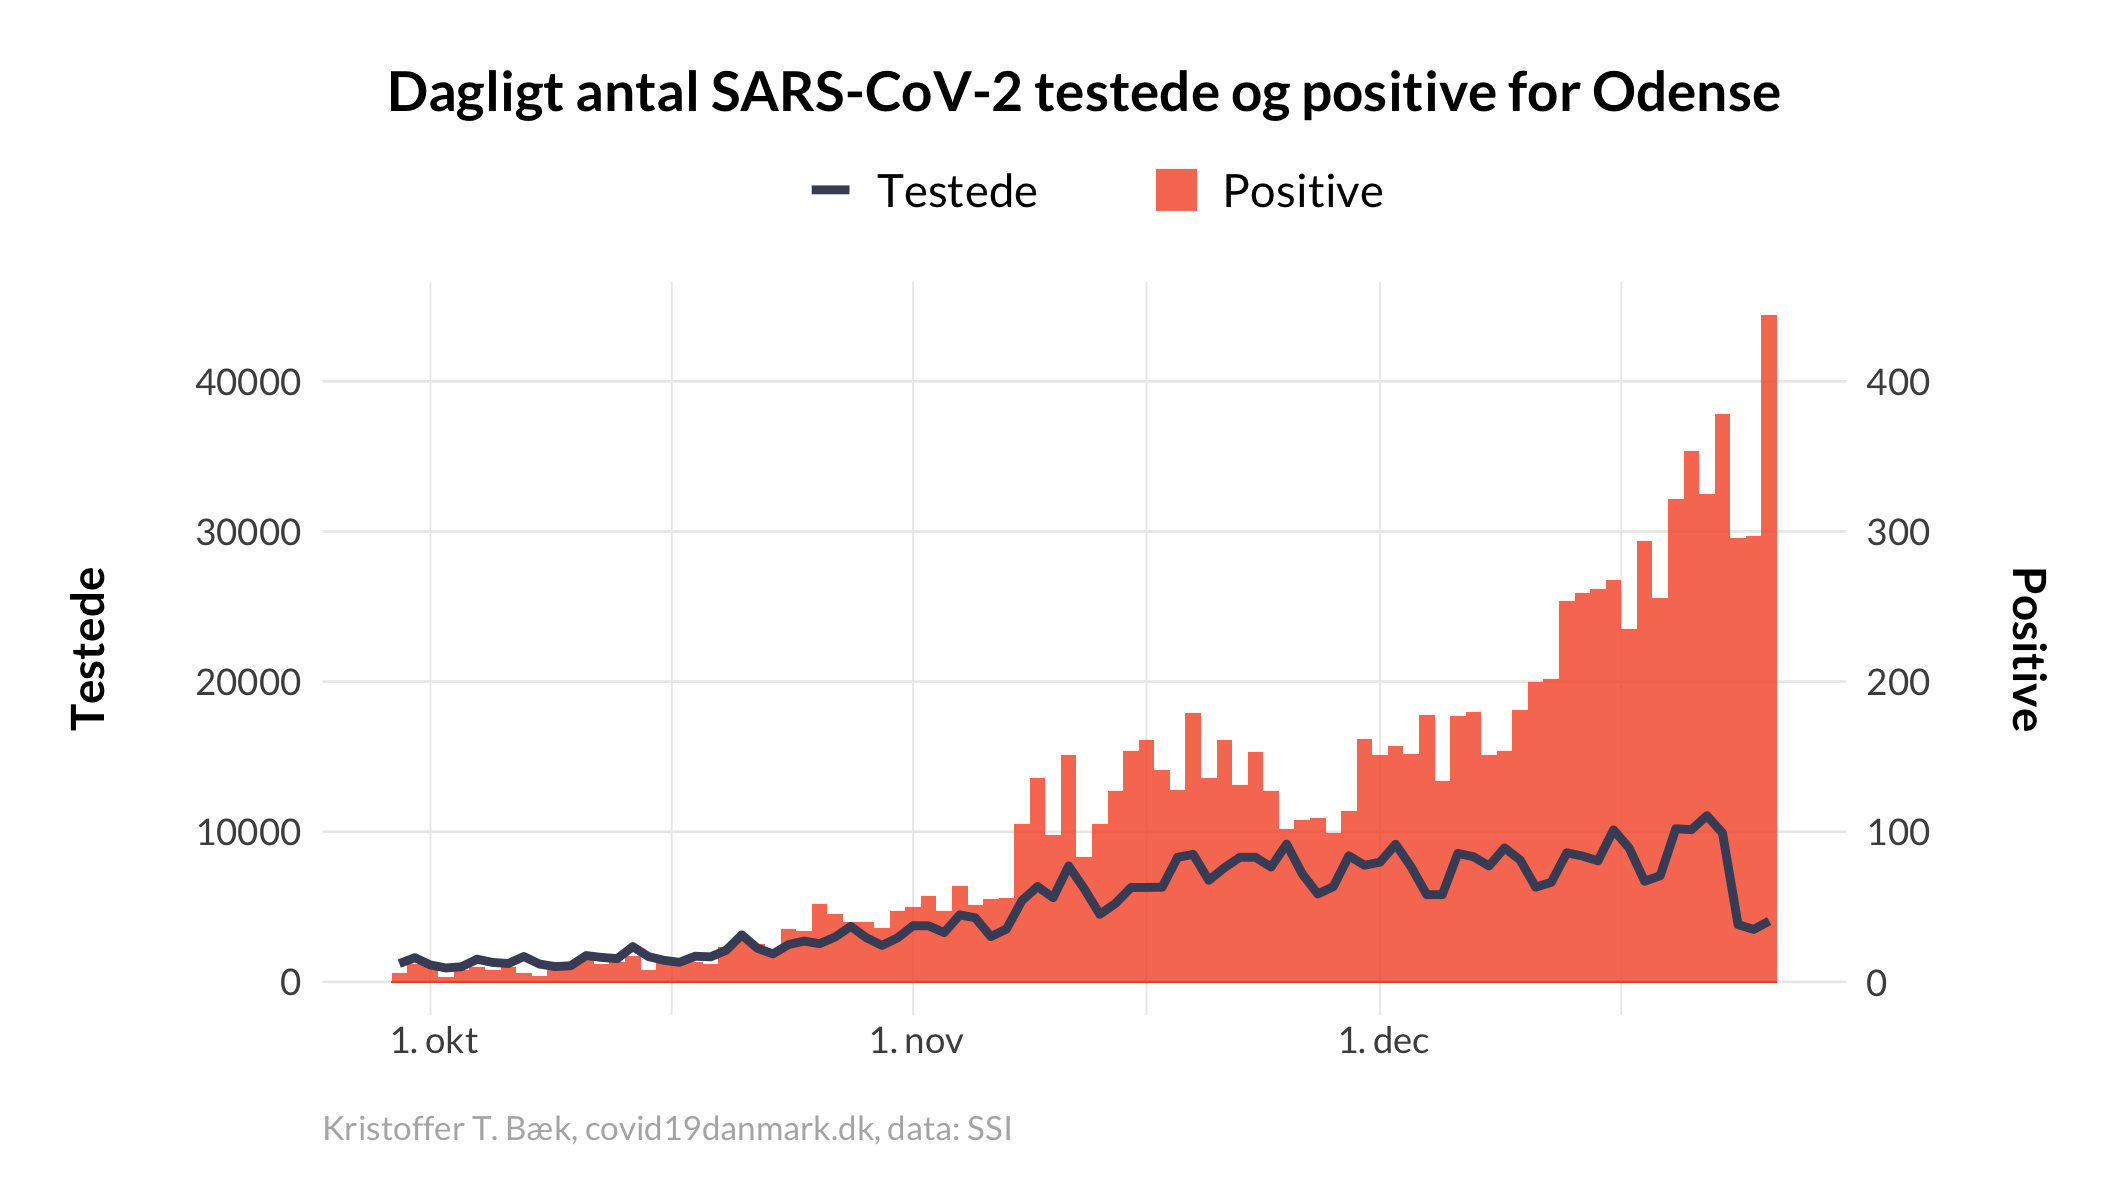 Dagligt antal SARS-CoV-2 testede og positive for Odense
Testede
Positive
40000
30000
20000
10000
0
400
300
200
100
0
Testede
Positive
1. okt
1. nov
1. dec
Kristoffer T. Bæk, covid19danmark.dk, data: SSI